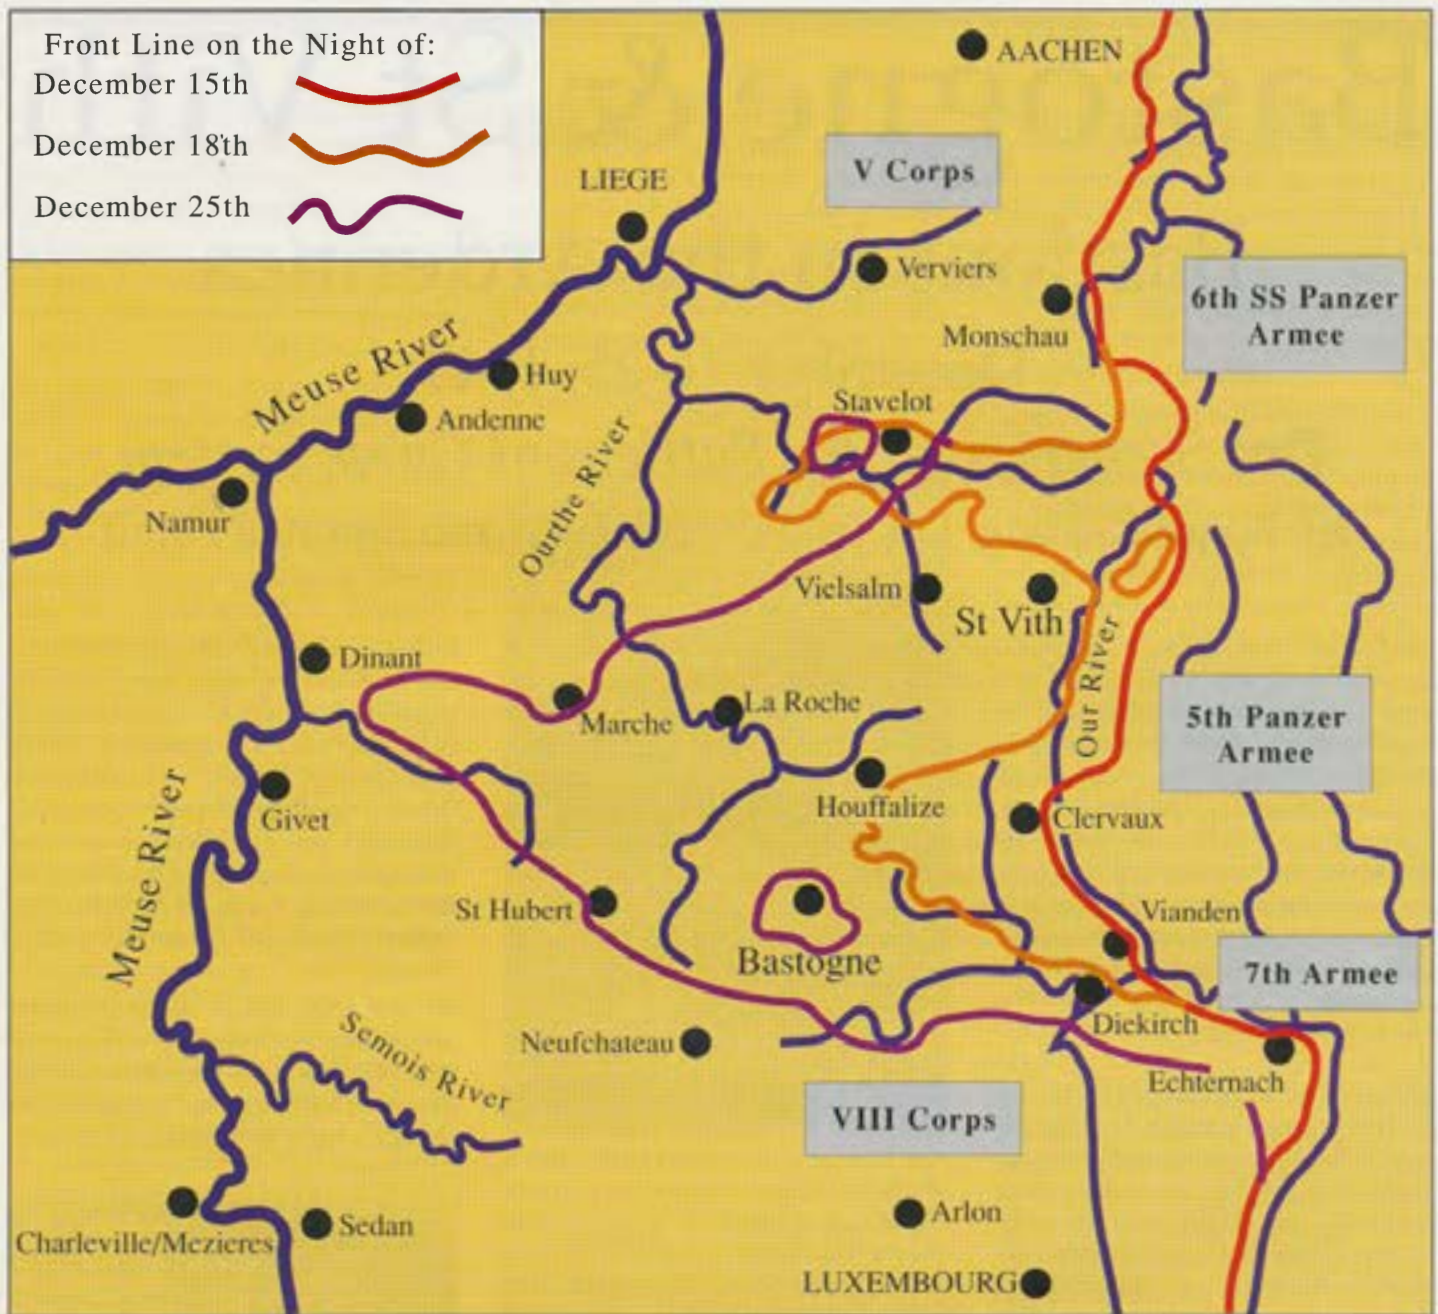 Front Line on the Night of:
December 15th
December 18th
December 25th
AACHEN
V Corps
LIEGE
Verviers
6th SS Panzer
Armee
Monschau
Meuse River
Huy
Andenne
Stavelot
Ourthe River
Namur
Vielsalm
St Vith
Our River
Dinant
Marche
La Roche
5th Panzer
Armee
Houffalize
Clervaux
Givet
Meuse River
St Hubert
Bastogne
Vianden
7th Armee
Diekirch
Neufchateau
Semois River
Echternach
VIII Corps
Arlon
Sedan
Charleville/Mezieres
LUXEMBOURG